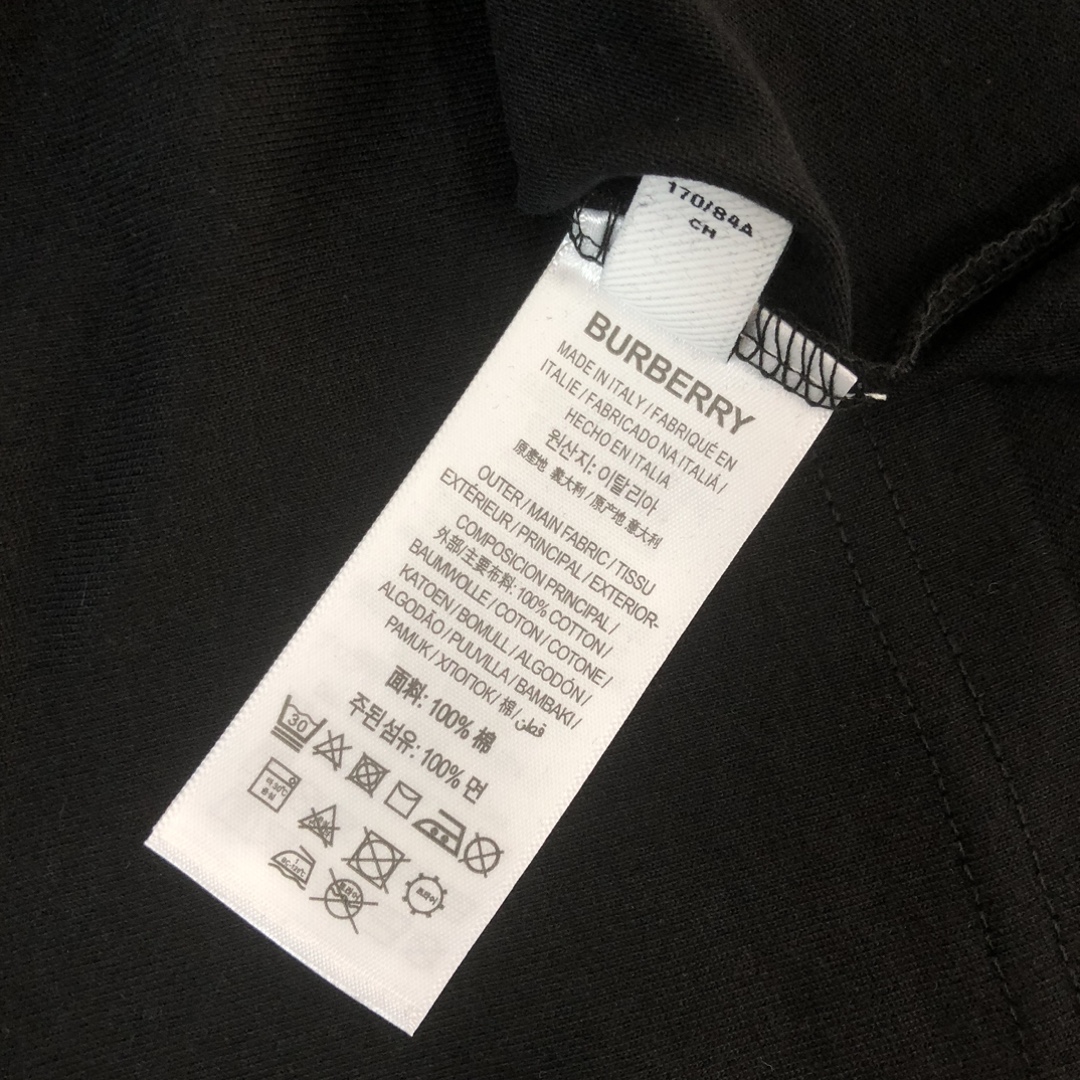 170/84A
CH
BURBERRY
MADE IN ITALY / FABRIQUÉ EN
ITALIE / FABRICADO NA ITALIÁ /
HECHO EN ITALIA
원산지: 이탈리아
原產地 義大利 / 原产地 意大利
OUTER / MAIN FABRIC / TISSU
EXTÉRIEUR / PRINCIPAL / EXTERIOR-
COMPOSICION PRINCIPAL /
外部/主要布料: 100% COTTON /
BAUMWOLLE / COTON / COTONE /
KATOEN / BOMULL / ALGODÓN /
ALGODÃO / PUUVILLA / BAMBAKI /
PAMUK / ХЛОПОК / 棉 / قطن
面料: 100% 棉
주된섬유: 100% 면
30